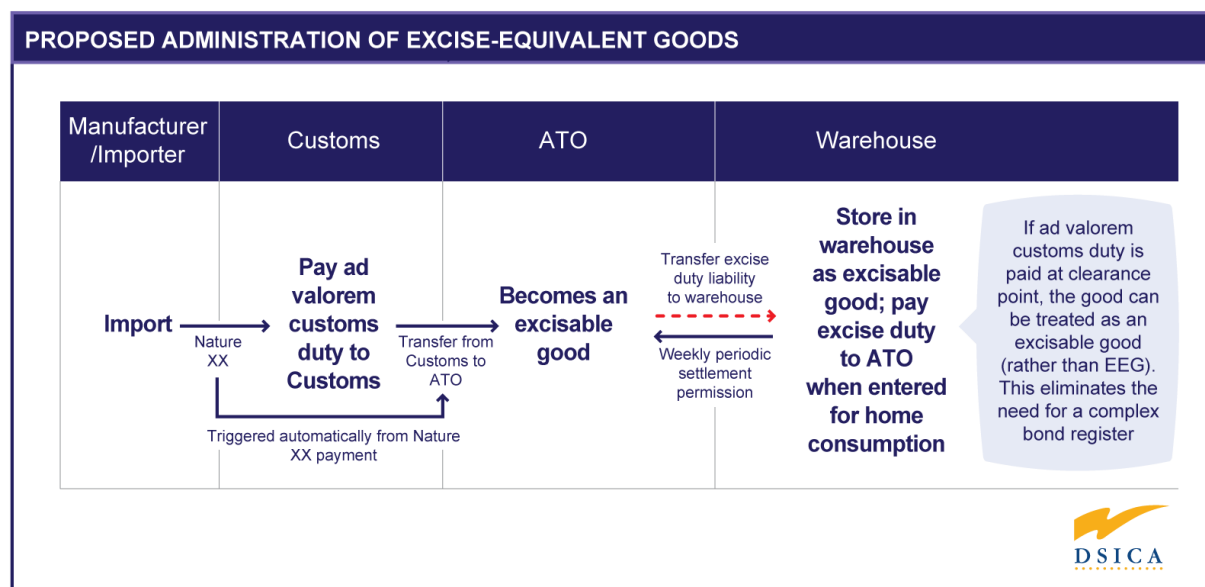 PROPOSED ADMINISTRATION OF EXCISE-EQUIVALENT GOODS
Manufacturer
/Importer
Customs
ATO
Warehouse
Import
Nature
XX
Pay ad
valorem
customs
duty to
Customs
Transfer from
Customs to
ATO
Triggered automatically from Nature
XX payment
Becomes an
excisable
good
Transfer excise
duty liability
to warehouse
Weekly periodic
settlement
permission
Store in
warehouse
as excisable
good; pay
excise duty
to ATO
when entered
for home
consumption
If ad valorem
customs duty is
paid at clearance
point, the good can
be treated as an
excisable good
(rather than EEG).
This eliminates the
need for a complex
bond register
DSICA